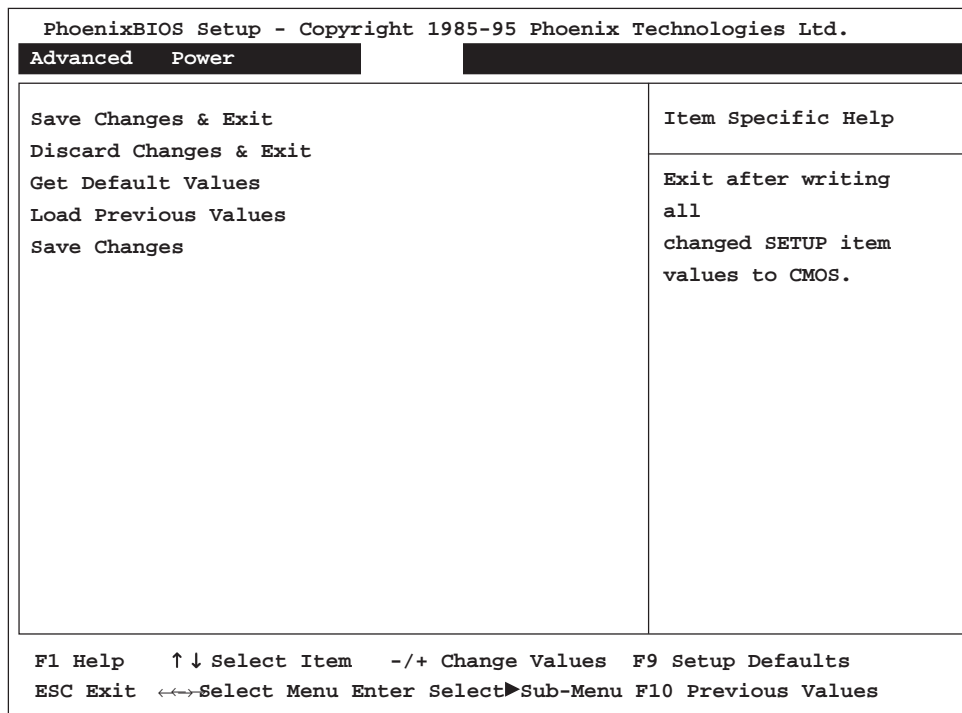 PhoenixBIOS Setup - Copyright 1985-95 Phoenix Technologies Ltd.
Advanced Power
Save Changes & Exit
Discard Changes & Exit
Get Default Values
Load Previous Values
Save Changes
Item Specific Help
Exit after writing
all
changed SETUP item
values to CMOS.
F1 Help ↑↓ Select Item -/+ Change Values F9 Setup Defaults
ESC Exit ←→ Select Menu Enter Select▶Sub-Menu F10 Previous Values